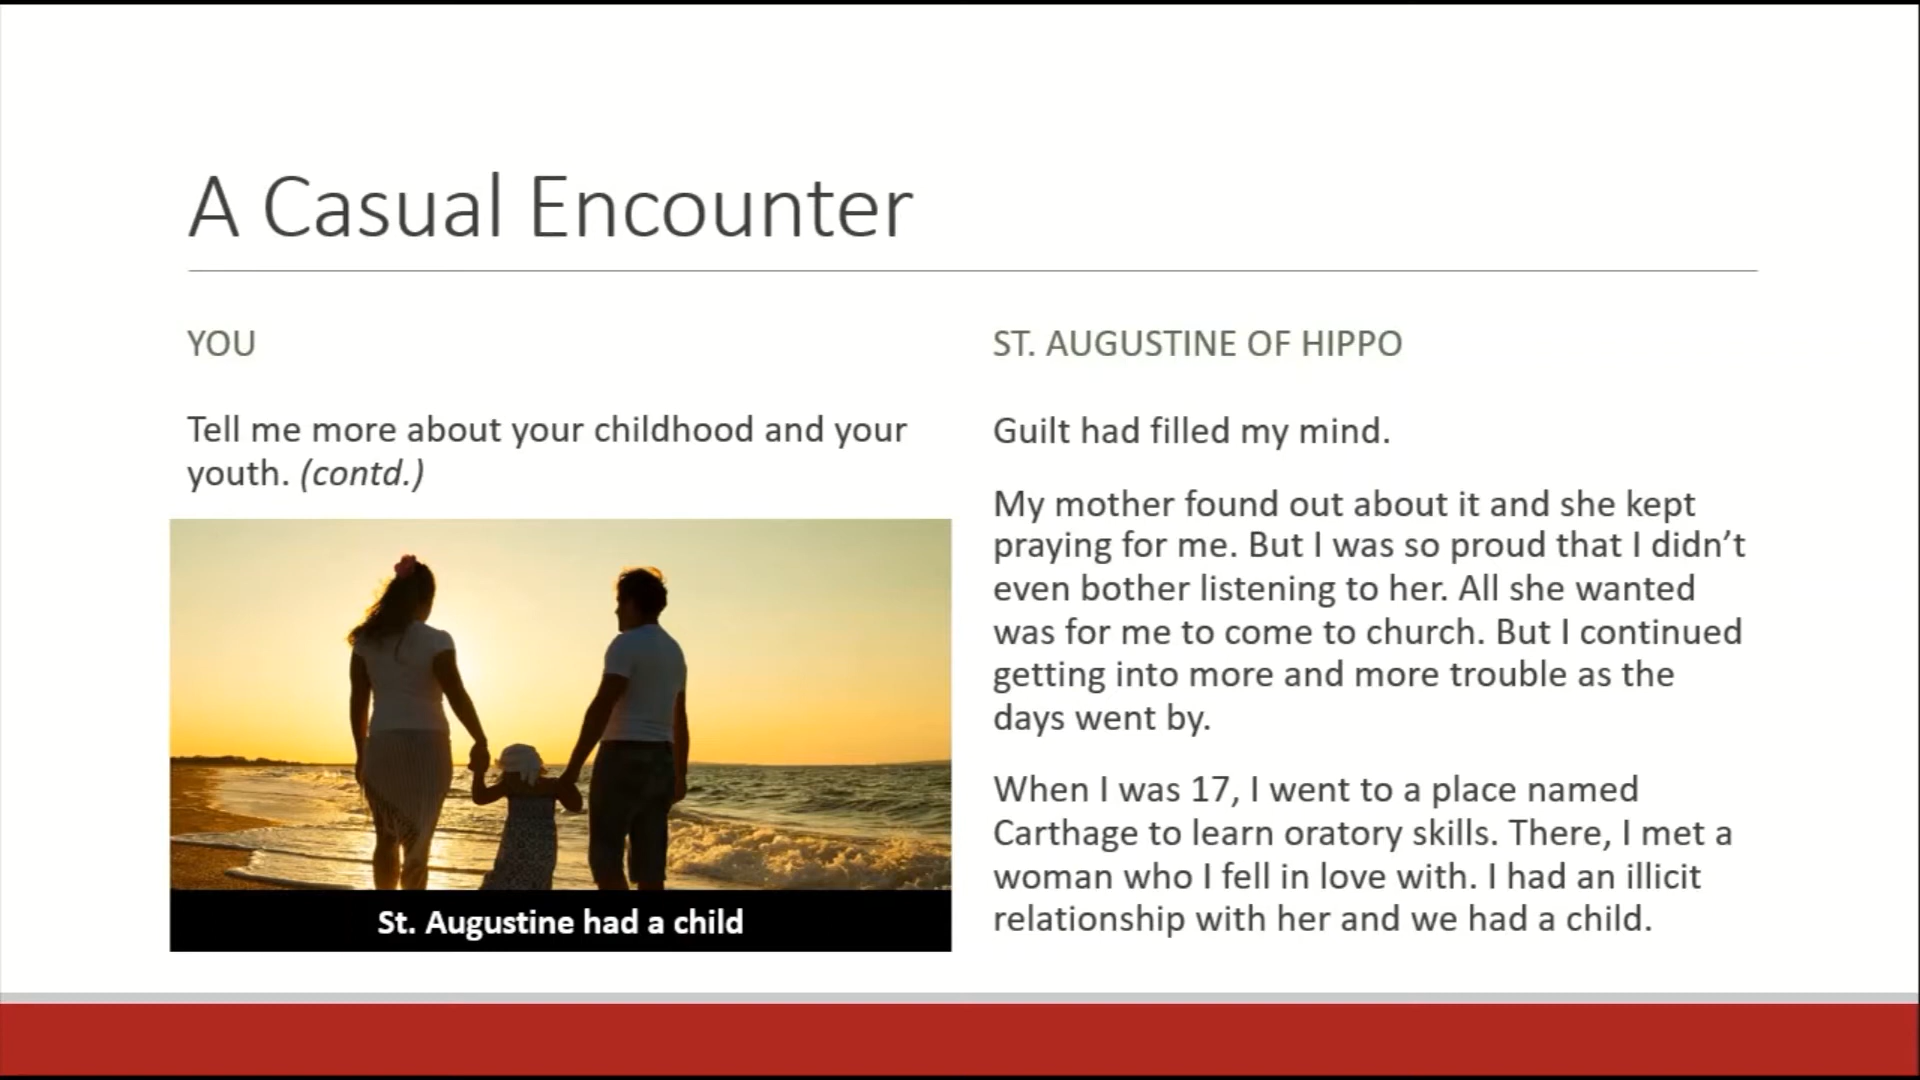 A Casual Encounter
YOU
Tell me more about your childhood and your
youth. (contd.)
St. Augustine had a child
ST. AUGUSTINE OF HIPPO
Guilt had filled my mind.
My mother found out about it and she kept
praying for me. But I was so proud that I didn’t
even bother listening to her. All she wanted
was for me to come to church. But I continued
getting into more and more trouble as the
days went by.
When I was 17, I went to a place named
Carthage to learn oratory skills. There, I met a
woman who I fell in love with. I had an illicit
relationship with her and we had a child.